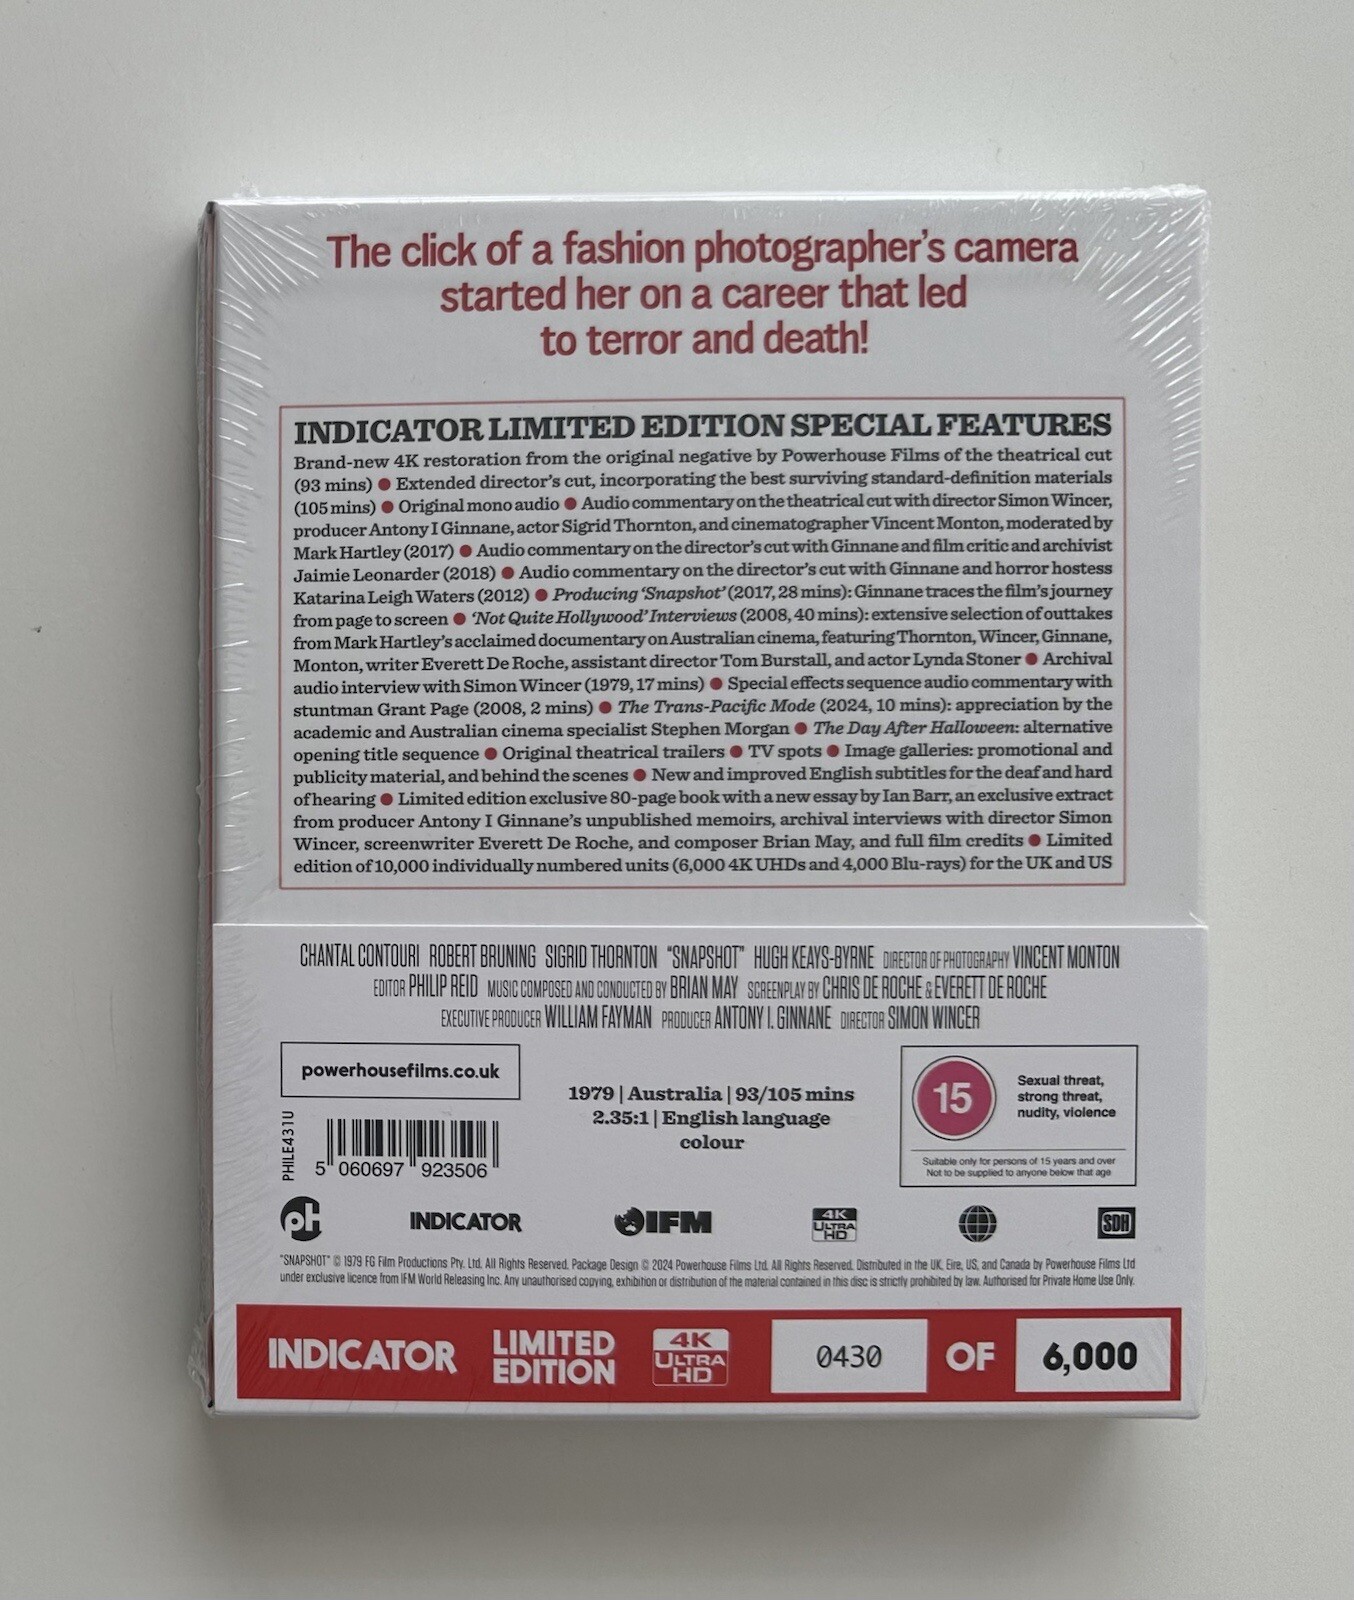 The click of a fashion photographer's camera
started her on a career that led
to terror and death!
INDICATOR LIMITED EDITION SPECIAL FEATURES
Brand-new 4K restoration from the original negative by Powerhouse Films of the theatrical cut
(93 mins) ● Extended director's cut, incorporating the best surviving standard-definition materials
(105 mins) ● Original mono audio ● Audio commentary on the theatrical cut with director Simon Wincer,
producer Antony I Ginnane, actor Sigrid Thornton, and cinematographer Vincent Monton, moderated by
Mark Hartley (2017) ● Audio commentary on the director's cut with Ginnane and film critic and archivist
Jaimie Leonarder (2018) ● Audio commentary on the director's cut with Ginnane and horror hostess
Katarina Leigh Waters (2012) ● Producing 'Snapshot' (2017, 28 mins): Ginnane traces the film's journey
from page to screen ● 'Not Quite Hollywood' Interviews (2008, 40 mins): extensive selection of outtakes
from Mark Hartley's acclaimed documentary on Australian cinema, featuring Thornton, Wincer, Ginnane,
Monton, writer Everett De Roche, assistant director Tom Burstall, and actor Lynda Stoner ● Archival
audio interview with Simon Wincer (1979, 17 mins) ● Special effects sequence audio commentary with
stuntman Grant Page (2008, 2 mins) ● The Trans-Pacific Mode (2024, 10 mins): appreciation by the
academic and Australian cinema specialist Stephen Morgan ● The Day After Halloween: alternative
opening title sequence ● Original theatrical trailers ● TV spots ● Image galleries: promotional and
publicity material, and behind the scenes ● New and improved English subtitles for the deaf and hard
of hearing ● Limited edition exclusive 80-page book with a new essay by Ian Barr, an exclusive extract
from producer Antony I Ginnane's unpublished memoirs, archival interviews with director Simon
Wincer, screenwriter Everett De Roche, and composer Brian May, and full film credits ● Limited
edition of 10,000 individually numbered units (6,000 4K UHDs and 4,000 Blu-rays) for the UK and US
CHANTAL CONTOURI ROBERT BRUNING SIGRID THORNTON "SNAPSHOT" HUGH KEAYS-BYRNE DIRECTOR OF PHOTOGRAPHY VINCENT MONTON
EDITOR PHILIP REID MUSIC COMPOSED AND CONDUCTED BY BRIAN MAY SCREENPLAY BY CHRIS DE ROCHE & EVERETT DE ROCHE
EXECUTIVE PRODUCER WILLIAM FAYMAN PRODUCER ANTONY I. GINNANE DIRECTOR SIMON WINCER
powerhousefilms.co.uk
PHILE431U
5 060697 923506
1979 | Australia | 93/105 mins
2.35:1 | English language
colour
15
Sexual threat,
strong threat,
nudity, violence
Suitable only for persons of 15 years and over
Not to be supplied to anyone below that age
pH
INDICATOR
IFM
4K
ULTRA
HD
SDH
"SNAPSHOT" © 1979 FG Film Productions Pty. Ltd. All Rights Reserved. Package Design © 2024 Powerhouse Films Ltd. All Rights Reserved. Distributed in the UK, Eire, US, and Canada by Powerhouse Films Ltd
under exclusive licence from IFM World Releasing Inc. Any unauthorised copying, exhibition or distribution of the material contained in this disc is strictly prohibited by law. Authorised for Private Home Use Only.
INDICATOR
LIMITED
EDITION
4K
ULTRA
HD
0430
OF
6,000